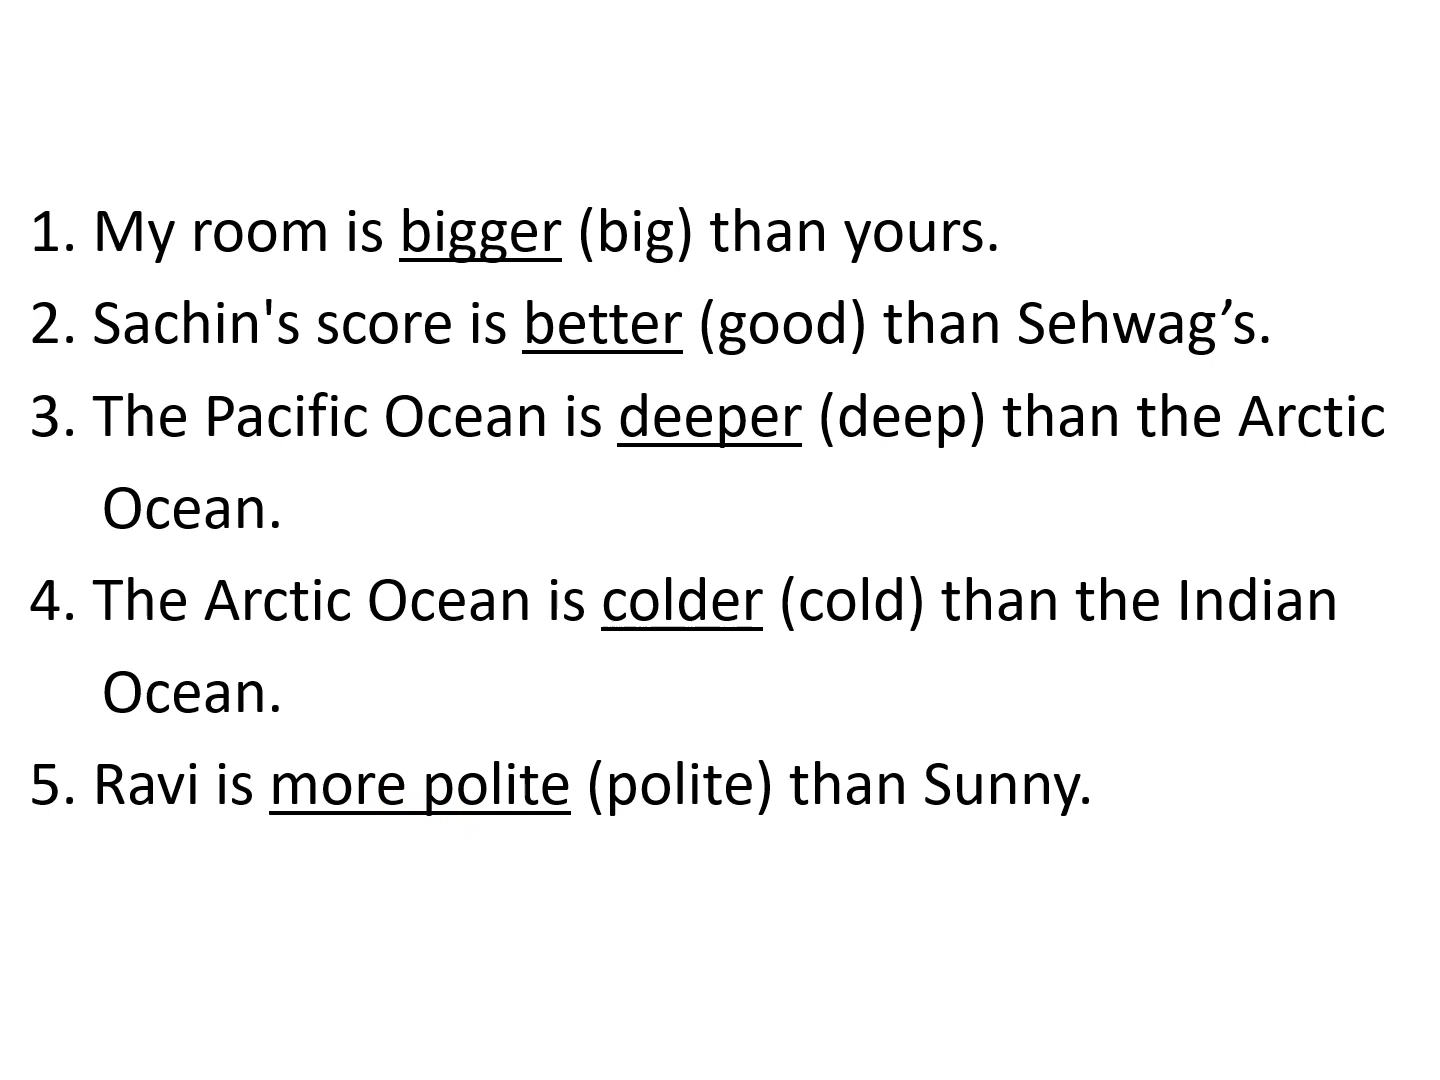 1. My room is bigger (big) than yours.
2. Sachin's score is better (good) than Sehwag’s.
3. The Pacific Ocean is deeper (deep) than the Arctic
Ocean.
4. The Arctic Ocean is colder (cold) than the Indian
Ocean.
5. Ravi is more polite (polite) than Sunny.